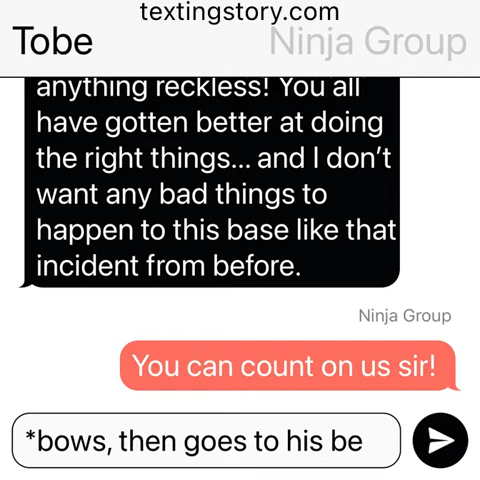 textingstory.com
Tobe
Ninja Group
anything reckless! You all
have gotten better at doing
the right things... and I don't
want any bad things to
happen to this base like that
incident from before.
Ninja Group
You can count on us sir!
*bows, then goes to his be